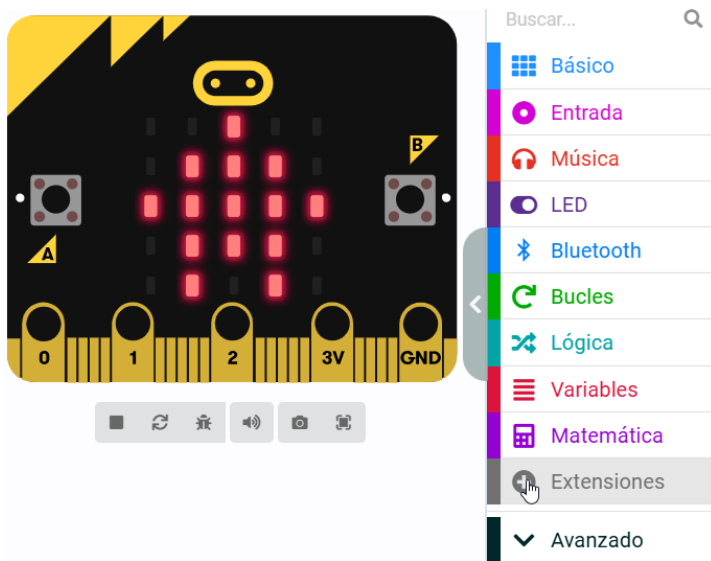 Buscar...
Básico
Entrada
Música
LED
Bluetooth
Bucles
Lógica
Variables
Matemática
Extensiones
Avanzado
B
A
0 1 2 3V GND